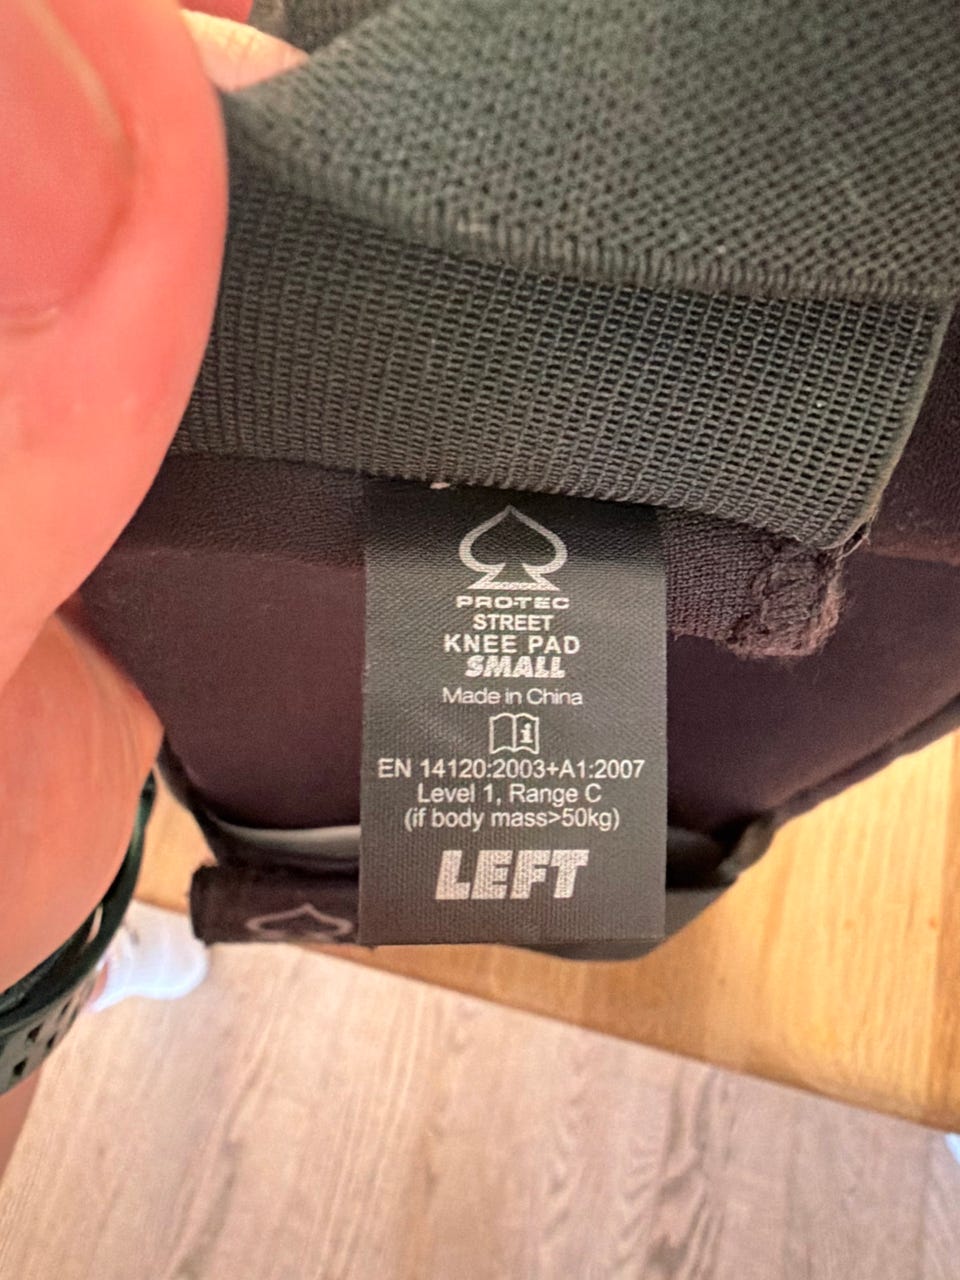 PRO-TEC
STREET
KNEE PAD
SMALL
Made in China
i
EN 14120:2003+A1:2007
Level 1, Range C
(if body mass>50kg)
LEFT